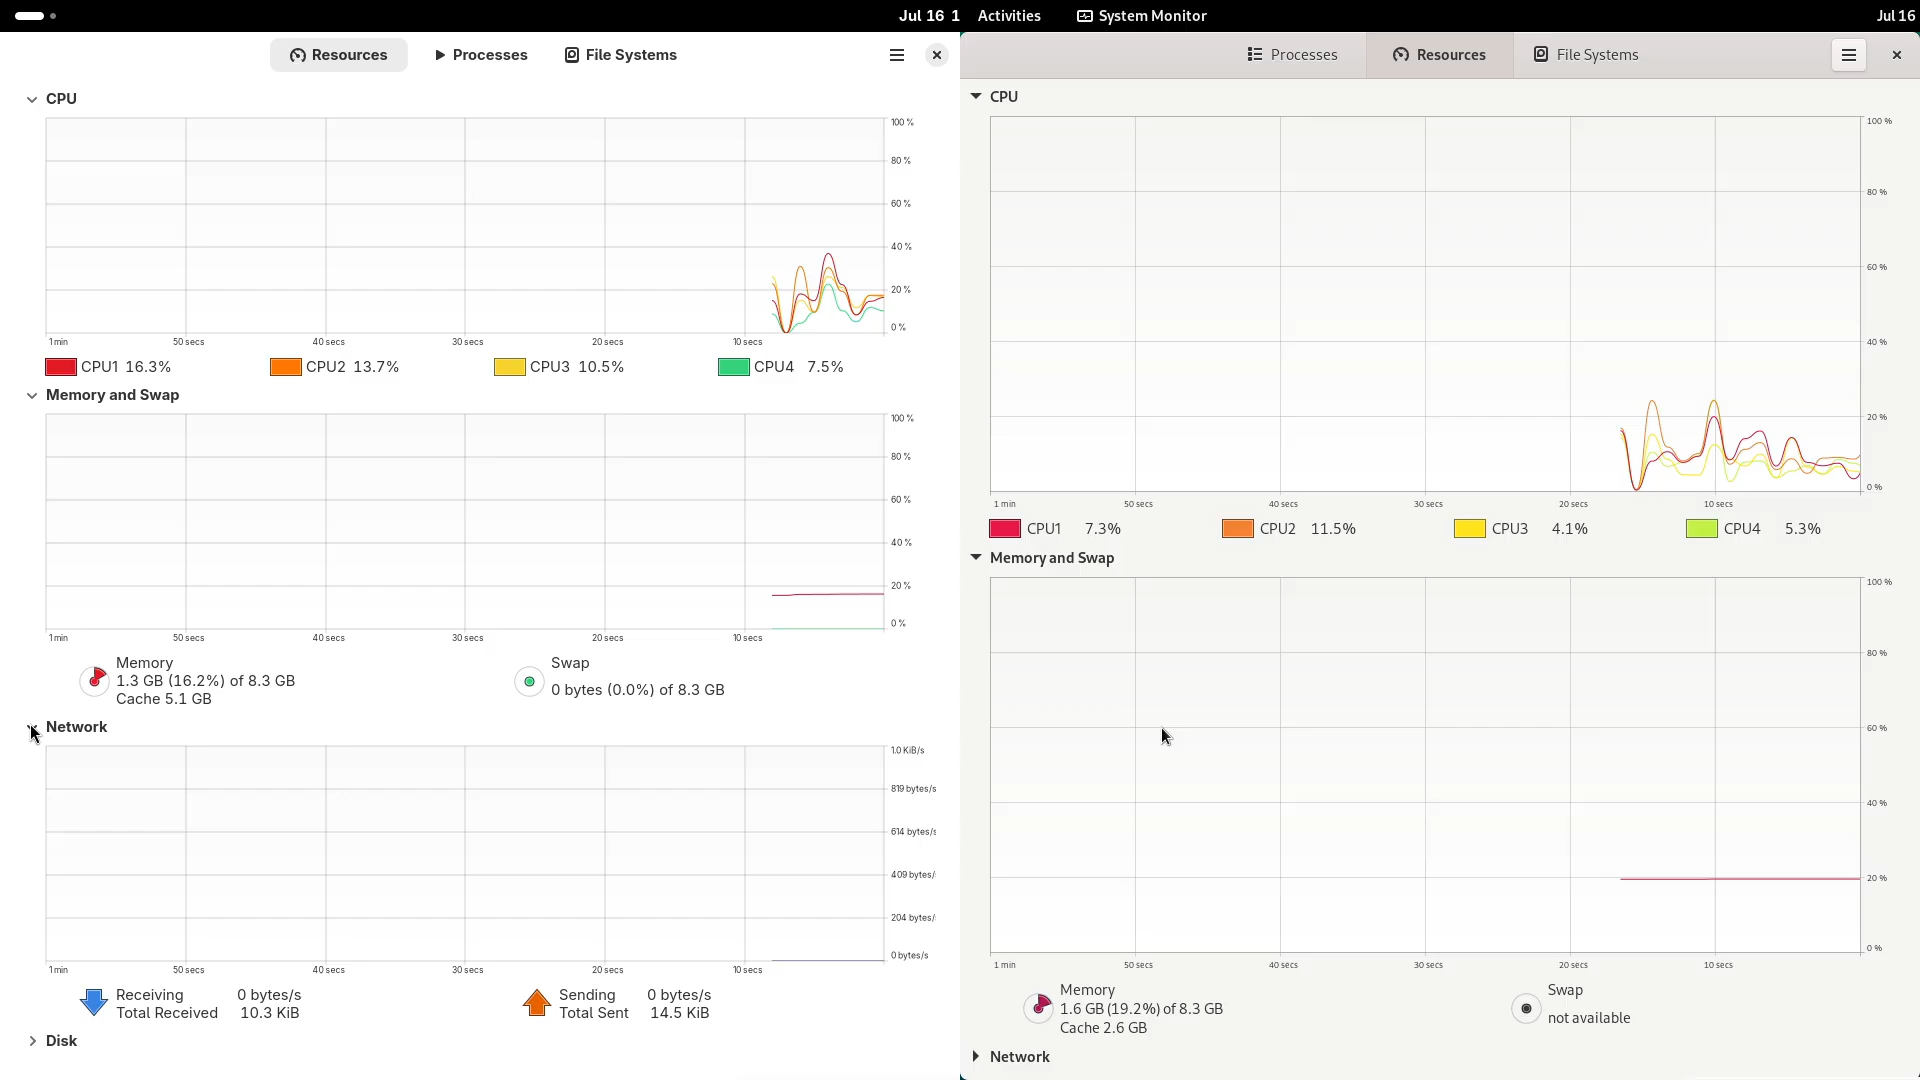 Jul 16 1
Resources
Processes
File Systems
CPU
100 %
80 %
60 %
40 %
20 %
0 %
1 min
50 secs
40 secs
30 secs
20 secs
10 secs
CPU1 16.3%
CPU2 13.7%
CPU3 10.5%
CPU4 7.5%
Memory and Swap
100 %
80 %
60 %
40 %
20 %
0 %
1 min
50 secs
40 secs
30 secs
20 secs
10 secs
Memory
1.3 GB (16.2%) of 8.3 GB
Cache 5.1 GB
Swap
0 bytes (0.0%) of 8.3 GB
Network
1.0 KiB/s
819 bytes/s
614 bytes/s
409 bytes/
204 bytes/
0 bytes/s
1 min
50 secs
40 secs
30 secs
20 secs
10 secs
Receiving 0 bytes/s
Total Received 10.3 KiB
Sending 0 bytes/s
Total Sent 14.5 KiB
Disk
Activities
System Monitor
Jul 16
Processes
Resources
File Systems
CPU
100 %
80 %
60 %
40 %
20 %
0 %
1 min
50 secs
40 secs
30 secs
20 secs
10 secs
CPU1 7.3%
CPU2 11.5%
CPU3 4.1%
CPU4 5.3%
Memory and Swap
100 %
80 %
60 %
40 %
20 %
0 %
1 min
50 secs
40 secs
30 secs
20 secs
10 secs
Memory
1.6 GB (19.2%) of 8.3 GB
Cache 2.6 GB
Swap
not available
Network